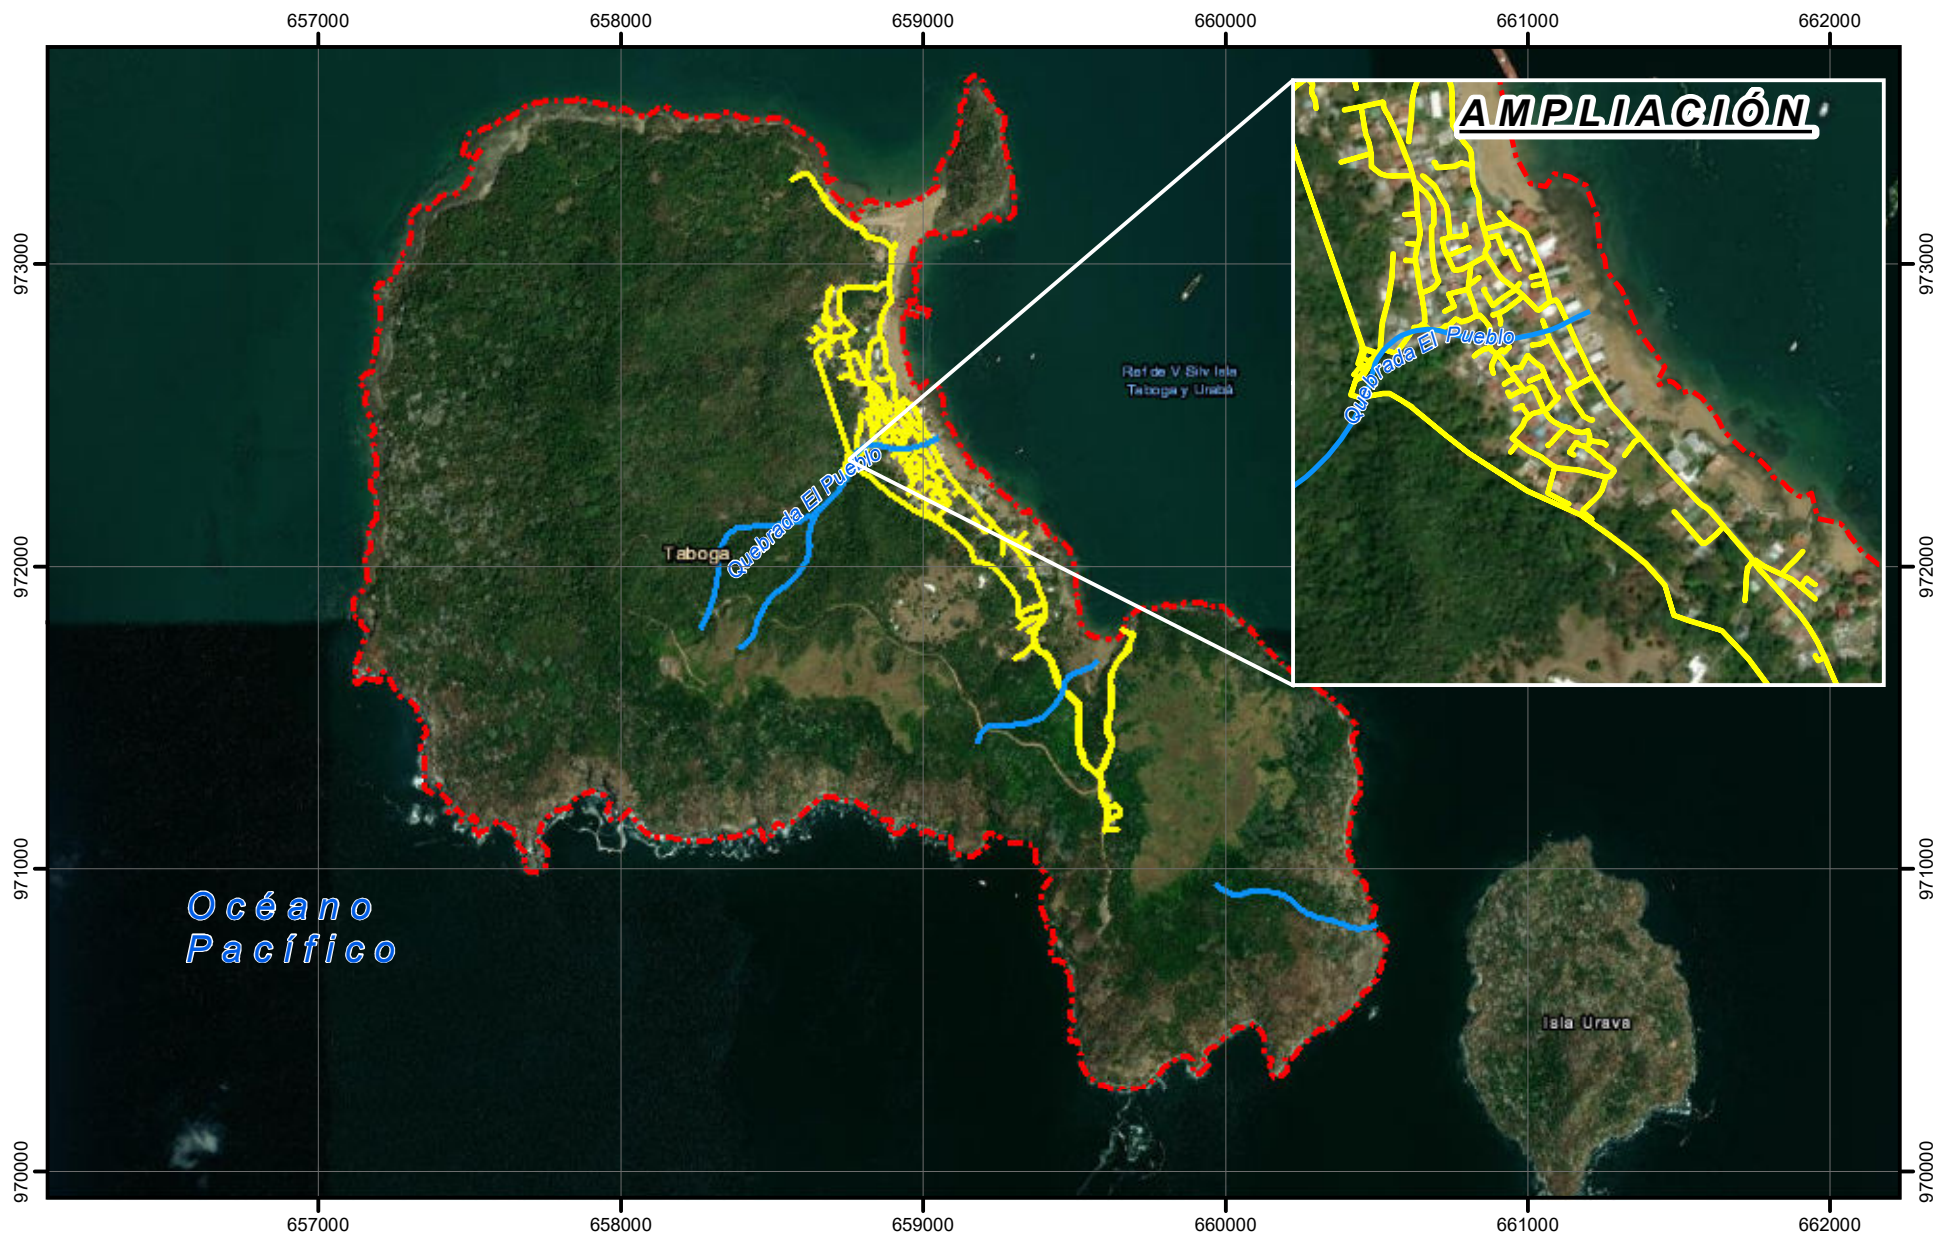 657000 658000 659000 660000 661000 662000
AMPLIACIÓN
973000 973000
Quebrada El Pueblo
Ref de V Silv Isla
Taboga y Urabá
Quebrada El Pueblo
Taboga
972000 972000
971000 971000
Océano
Pacífico
Isla Urava
970000 970000
657000 658000 659000 660000 661000 662000